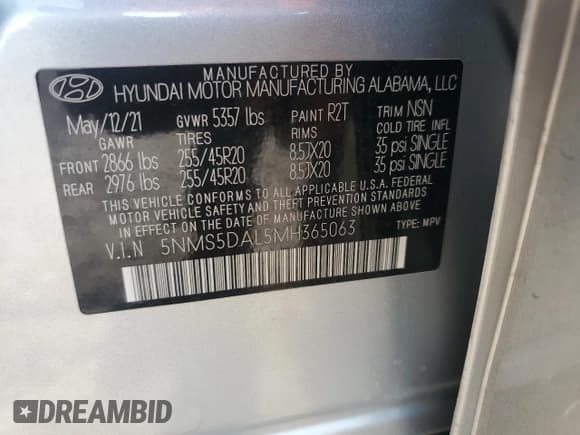 MANUFACTURED BY
HYUNDAI MOTOR MANUFACTURING ALABAMA, LLC
May/12/21 GVWR 5357 lbs PAINT R2T TRIM NSN
GAWR TIRES RIMS COLD TIRE INFL
FRONT 2866 lbs 255/45R20 8.5JX20 35 psi SINGLE
REAR 2976 lbs 255/45R20 8.5JX20 35 psi SINGLE
THIS VEHICLE CONFORMS TO ALL APPLICABLE U.S.A. FEDERAL
MOTOR VEHICLE SAFETY AND THEFT PREVENTION STANDARDS
IN EFFECT ON THE DATE OF MANUFACTURE SHOWN ABOVE.
V.I.N 5NMS5DAL5MH365063 TYPE: MPV
DREAMBID